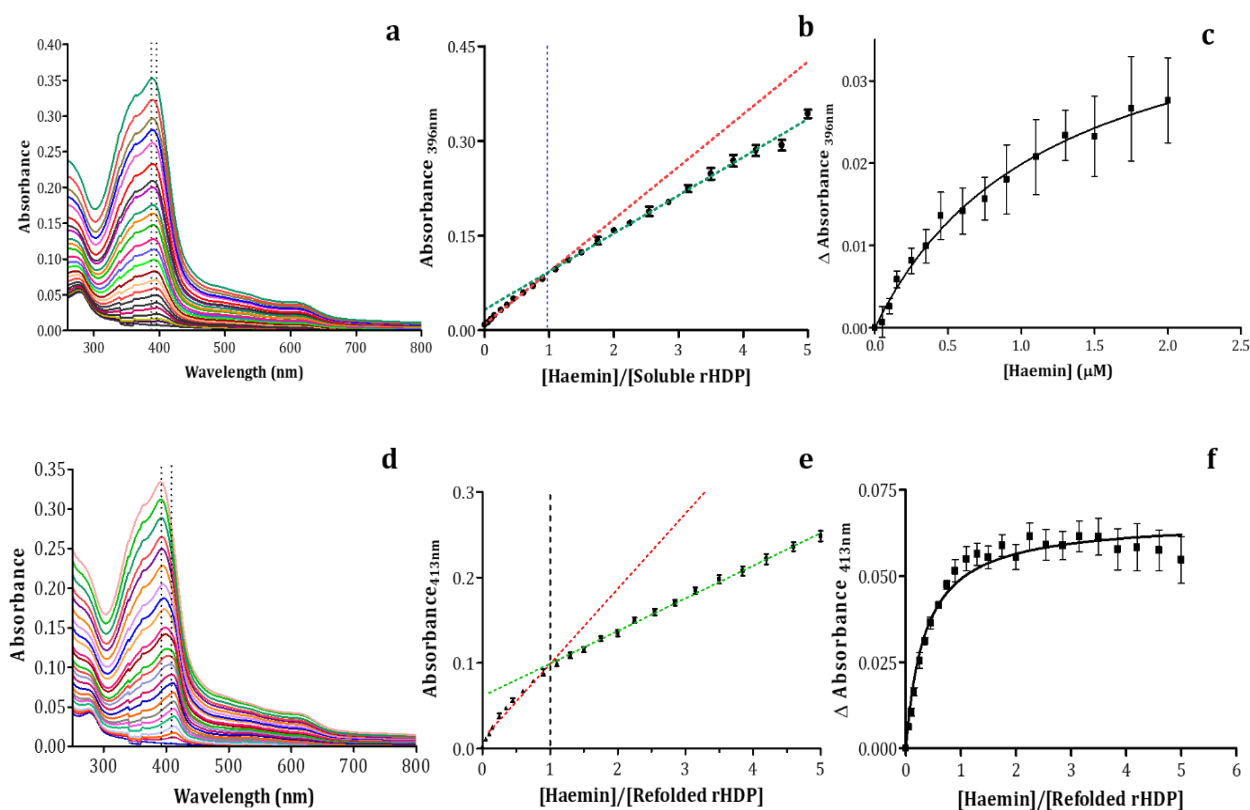 a
0.40
0.35
0.30
0.25
0.20
0.15
0.10
0.05
0.00
Absorbance
300 400 500 600 700 800
Wavelength (nm)
b
0.45
0.30
0.15
0.00
Absorbance 396nm
0 1 2 3 4 5
[Haemin]/[Soluble rHDP]
c
0.03
0.02
0.01
0.00
Δ Absorbance 396nm
0.0 0.5 1.0 1.5 2.0 2.5
[Haemin] (µM)
d
0.35
0.30
0.25
0.20
0.15
0.10
0.05
0.00
Absorbance
300 400 500 600 700 800
Wavelength (nm)
e
0.3
0.2
0.1
0.0
Absorbance413nm
0 1 2 3 4 5
[Haemin]/[Refolded rHDP]
f
0.075
0.050
0.025
0.000
Δ Absorbance 413nm
0 1 2 3 4 5 6
[Haemin]/[Refolded rHDP]